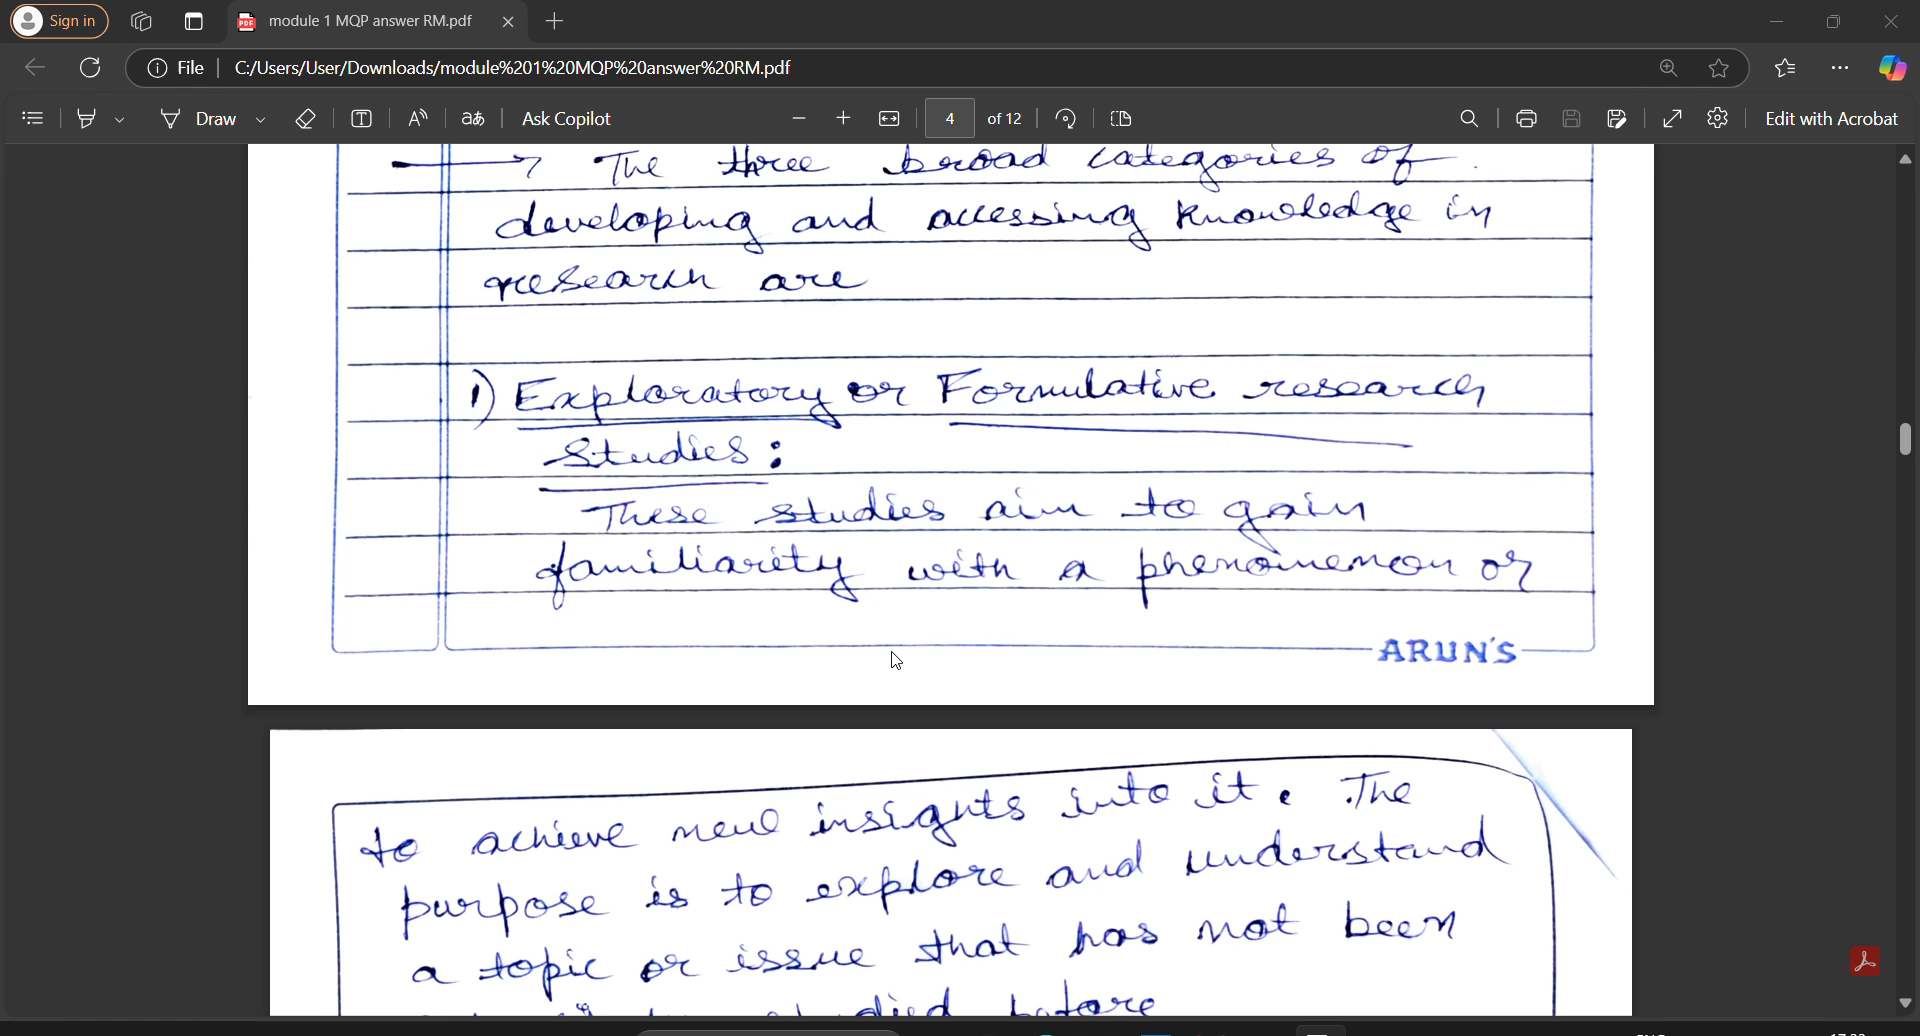 Sign in
module 1 MQP answer RM.pdf
File
C:/Users/User/Downloads/module%201%20MQP%20answer%20RM.pdf
Draw
Ask Copilot
4 of 12
Edit with Acrobat
The three broad categories of
developing and accessing knowledge in
research are
1) Exploratory or Formulative research
studies:
These studies aim to gain
familiarity with a phenomenon or
ARUN'S
to achieve new insights into it. The
purpose is to explore and understand
a topic or issue that has not been
before